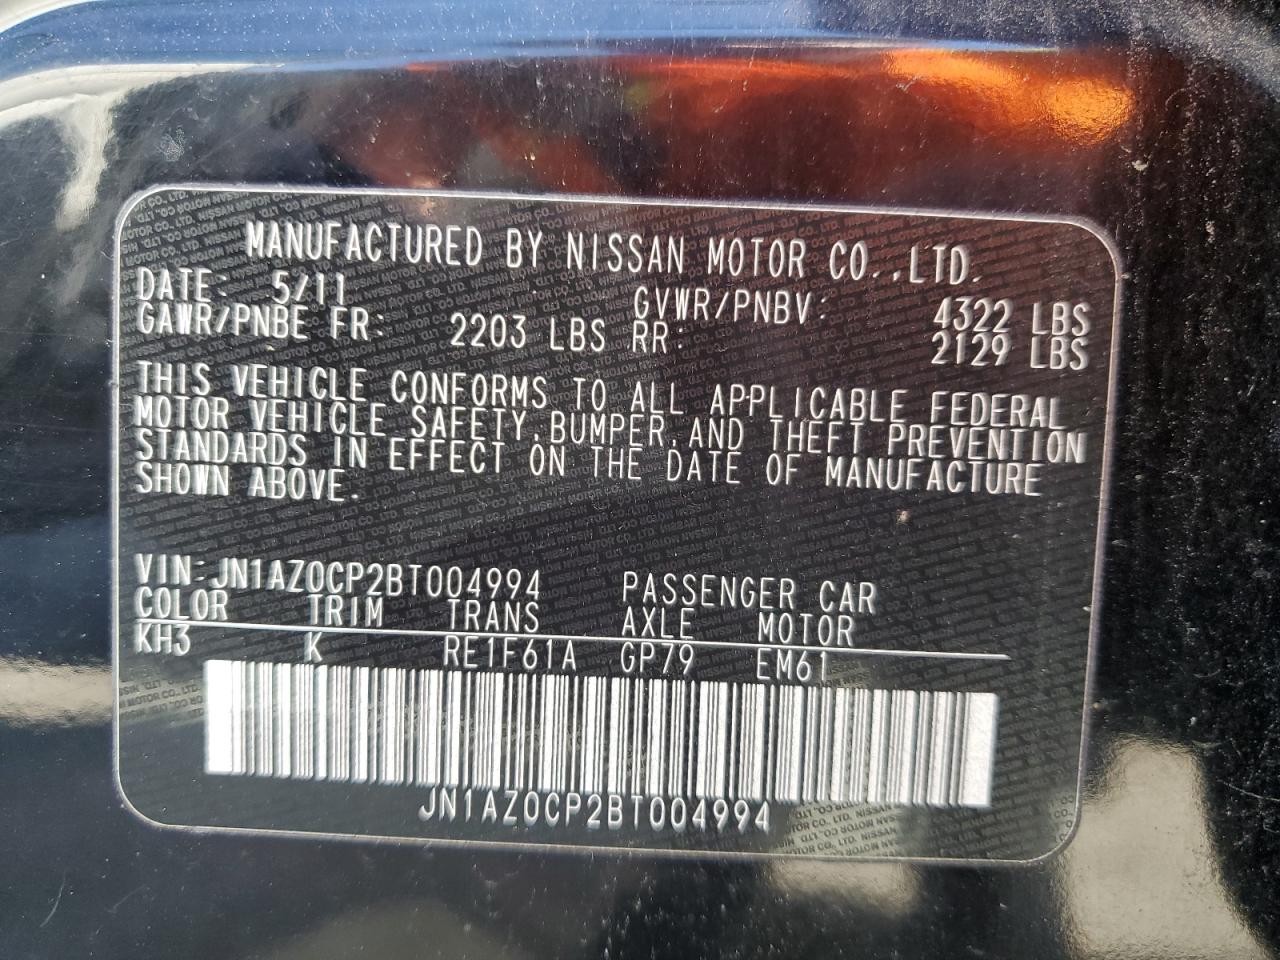 MANUFACTURED BY NISSAN MOTOR CO.,LTD.
DATE: 5/11 GVWR/PNBV: 4322 LBS
GAWR/PNBE FR: 2203 LBS RR: 2129 LBS
THIS VEHICLE CONFORMS TO ALL APPLICABLE FEDERAL
MOTOR VEHICLE SAFETY,BUMPER,AND THEFT PREVENTION
STANDARDS IN EFFECT ON THE DATE OF MANUFACTURE
SHOWN ABOVE.
VIN:JN1AZ0CP2BT004994 PASSENGER CAR
COLOR TRIM TRANS AXLE MOTOR
KH3 K RE1F61A GP79 EM61
JN1AZ0CP2BT004994